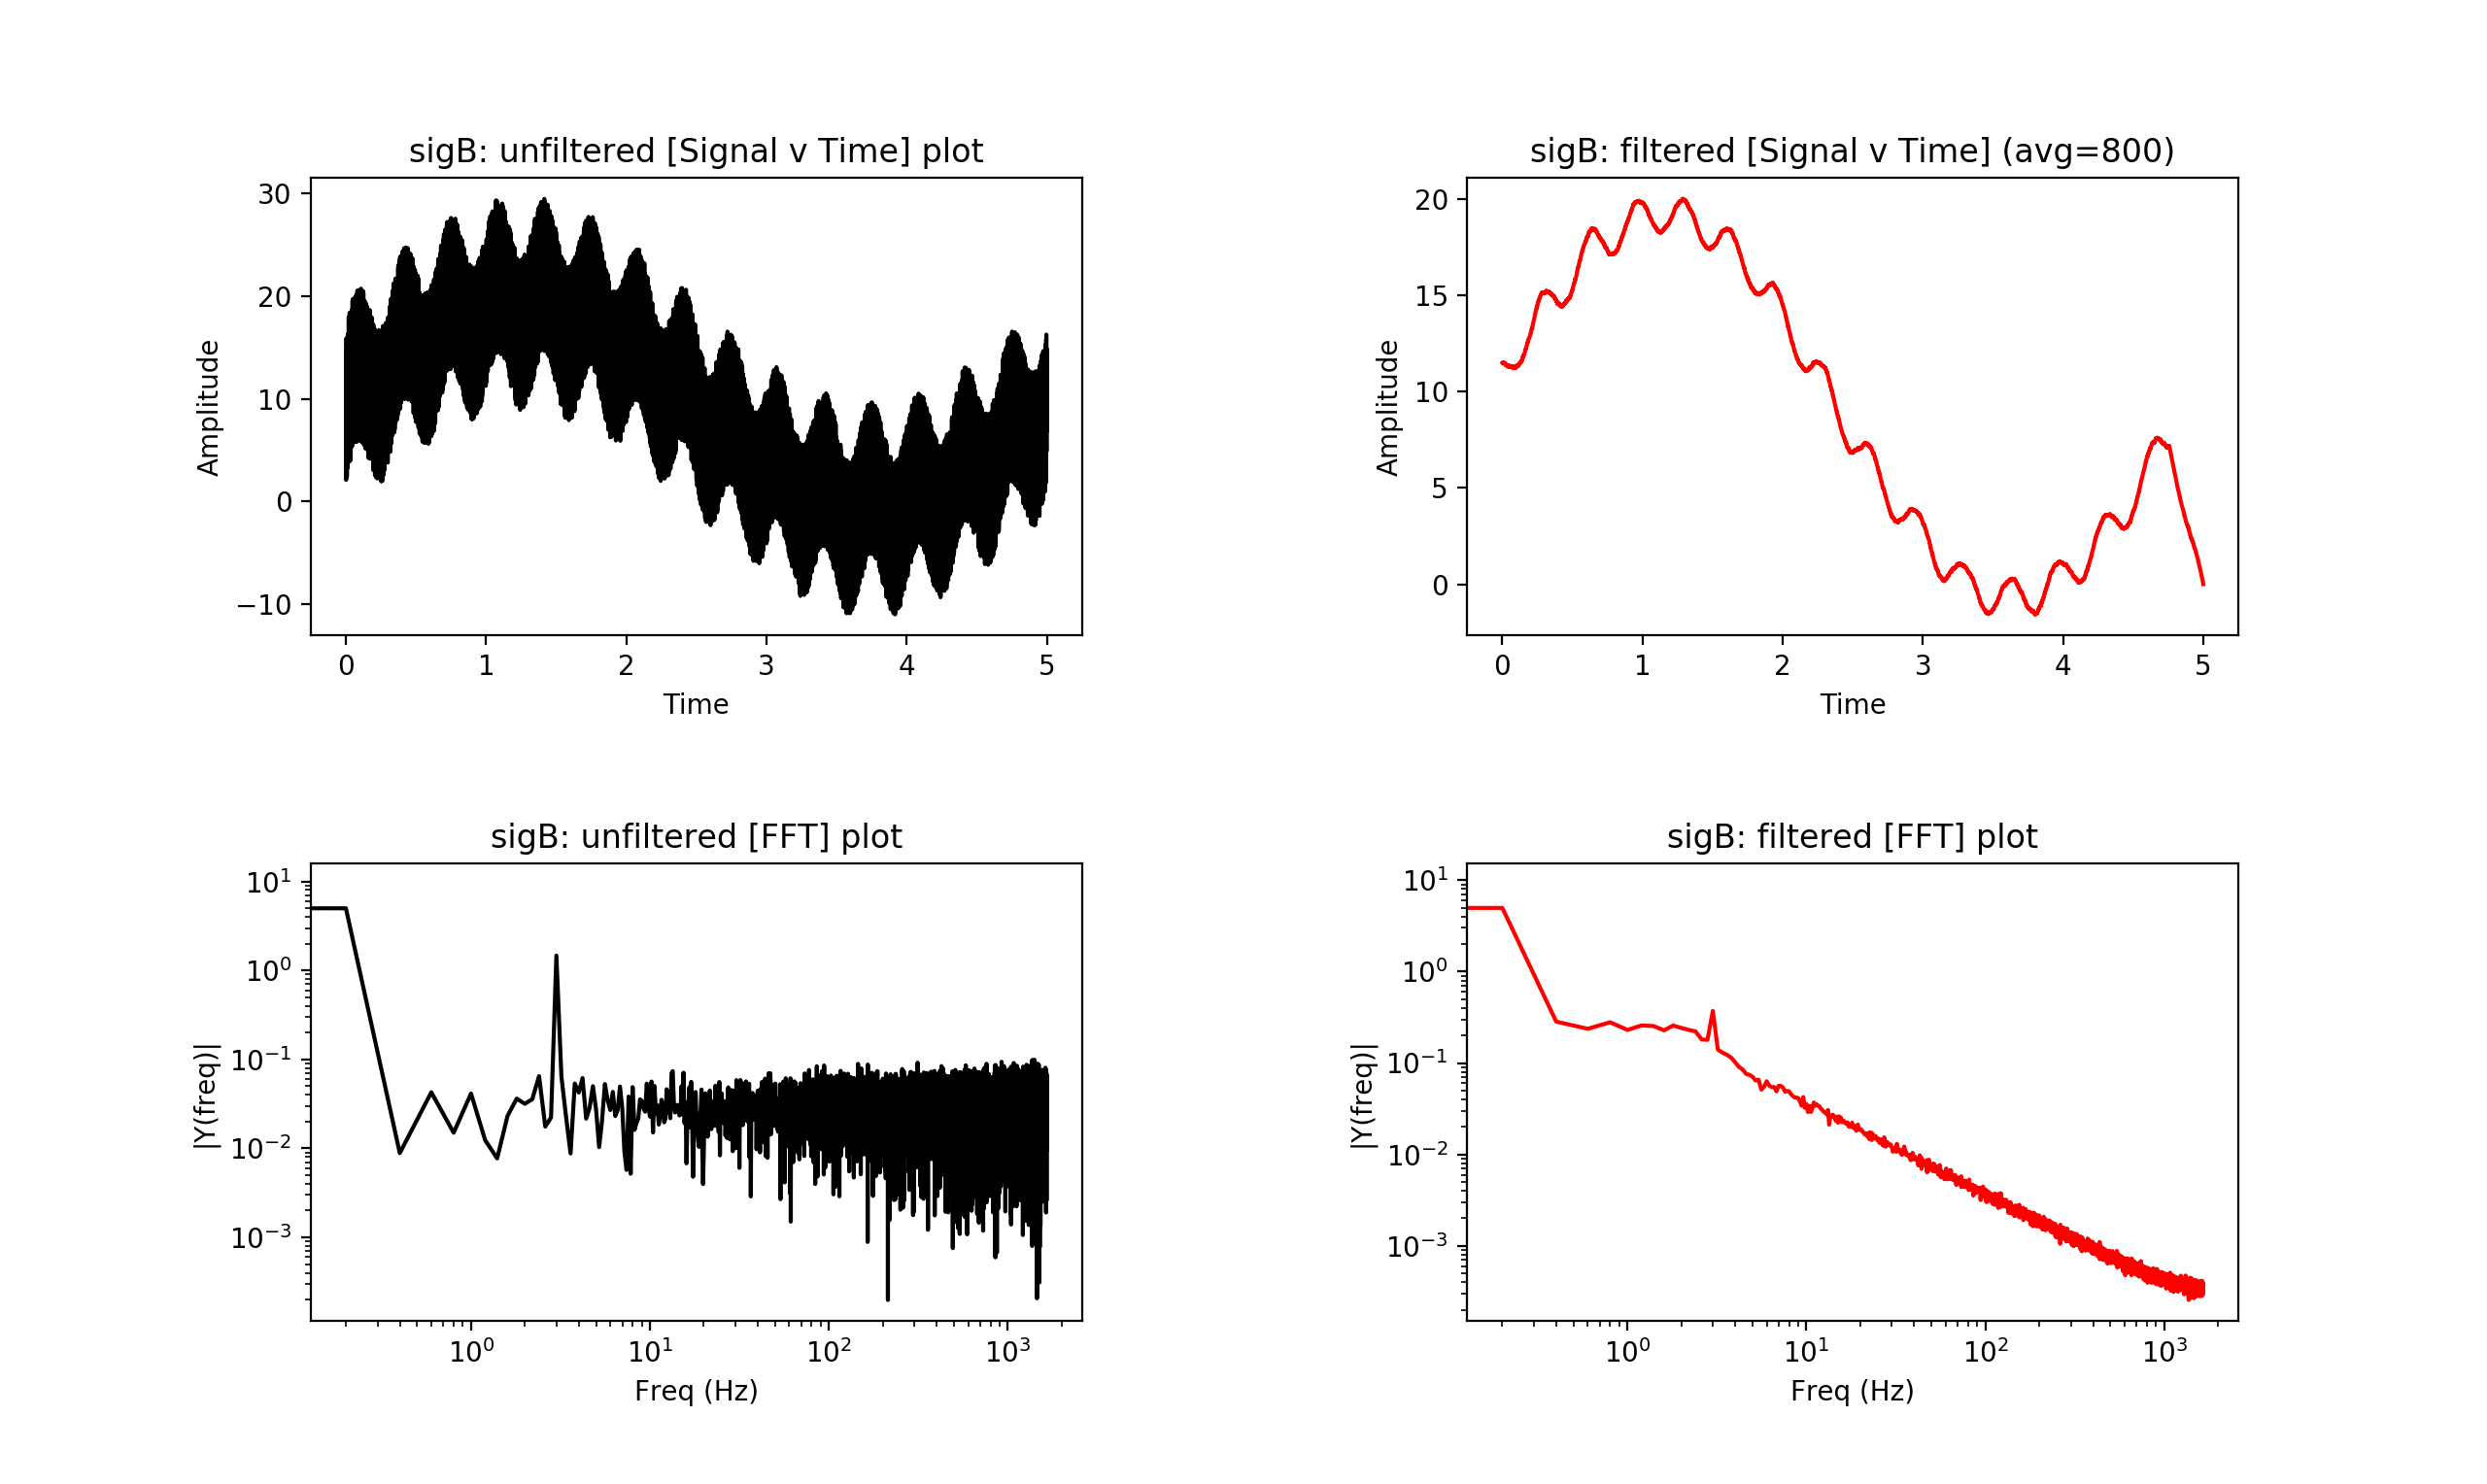 sigB: unfiltered [Signal v Time] plot
30
20
10
0
−10
Amplitude
0 1 2 3 4 5
Time
sigB: filtered [Signal v Time] (avg=800)
20
15
10
5
0
Amplitude
0 1 2 3 4 5
Time
sigB: unfiltered [FFT] plot
10¹
10⁰
10⁻¹
10⁻²
10⁻³
|Y(freq)|
10⁰ 10¹ 10² 10³
Freq (Hz)
sigB: filtered [FFT] plot
10¹
10⁰
10⁻¹
10⁻²
10⁻³
|Y(freq)|
10⁰ 10¹ 10² 10³
Freq (Hz)